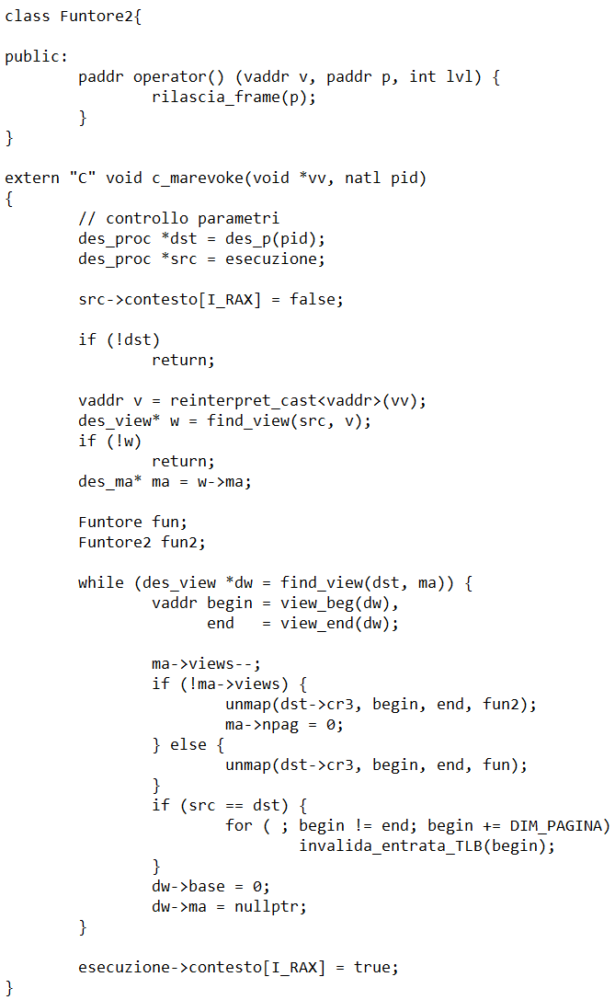 class Funtore2{

public:
        paddr operator() (vaddr v, paddr p, int lvl) {
                rilascia_frame(p);
        }
}

extern "C" void c_marevoke(void *vv, natl pid)
{
        // controllo parametri
        des_proc *dst = des_p(pid);
        des_proc *src = esecuzione;

        src->contesto[I_RAX] = false;

        if (!dst)
                return;

        vaddr v = reinterpret_cast<vaddr>(vv);
        des_view* w = find_view(src, v);
        if (!w)
                return;
        des_ma* ma = w->ma;

        Funtore fun;
        Funtore2 fun2;

        while (des_view *dw = find_view(dst, ma)) {
                vaddr begin = view_beg(dw),
                      end   = view_end(dw);

                ma->views--;
                if (!ma->views) {
                        unmap(dst->cr3, begin, end, fun2);
                        ma->npag = 0;
                } else {
                        unmap(dst->cr3, begin, end, fun);
                }
                if (src == dst) {
                        for ( ; begin != end; begin += DIM_PAGINA)
                                invalida_entrata_TLB(begin);
                }
                dw->base = 0;
                dw->ma = nullptr;
        }

        esecuzione->contesto[I_RAX] = true;
}